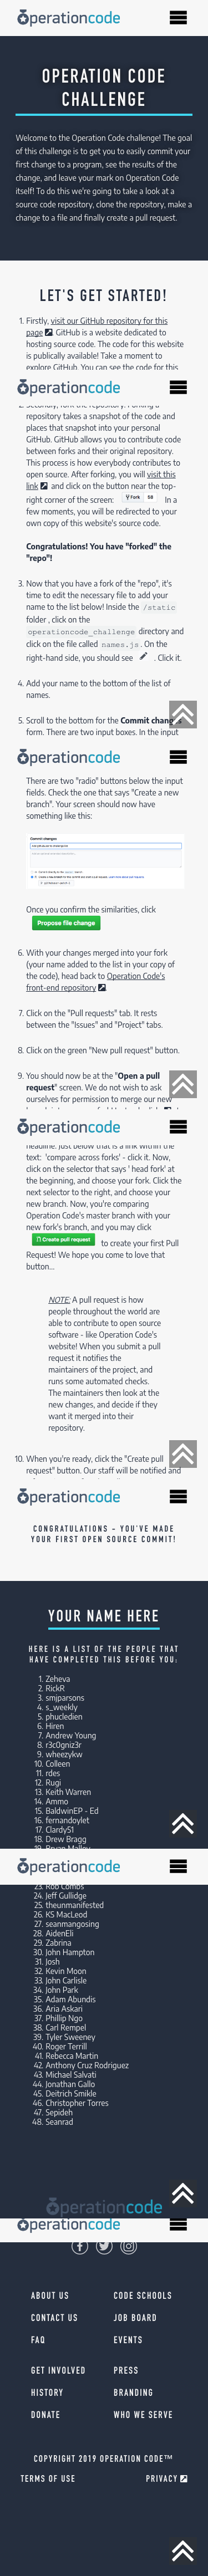 Operationcode
OPERATION CODE
CHALLENGE
Welcome to the Operation Code challenge! The goal
of this challenge is to get you to easily commit your
first change to a program, see the results of the
change, and leave your mark on Operation Code
itself! To do this we're going to take a look at a
source code repository, clone the repository, make a
change to a file and finally create a pull request.
LET'S GET STARTED!
1. Firstly, visit our GitHub repository for this
page. GitHub is a website dedicated to
hosting source code. The code for this website
is publically available! Take a moment to
explore GitHub. You can see the code for this
Operationcode
repository takes a snapshot of the code and
places that snapshot into your personal
GitHub. GitHub allows you to contribute code
between forks and their original repository.
This process is how everybody contributes to
open source. After forking, you will visit this
link and click on the button near the top-
right corner of the screen: Fork 58 In a
few moments, you will be redirected to your
own copy of this website's source code.
Congratulations! You have "forked" the
"repo"!
3. Now that you have a fork of the "repo", it's
time to edit the necessary file to add your
name to the list below! Inside the /static
folder , click on the
operationcode_challenge directory and
click on the file called names.js. On the
right-hand side, you should see . Click it.
4. Add your name to the bottom of the list of
names.
5. Scroll to the bottom for the Commit changes
form. There are two input boxes. In the input
Operationcode
There are two "radio" buttons below the input
fields. Check the one that says "Create a new
branch". Your screen should now have
something like this:
Commit changes
Once you confirm the similarities, click
Propose file change
6. With your changes merged into your fork
(your name added to the list in your copy of
the code), head back to Operation Code's
front-end repository.
7. Click on the "Pull requests" tab. It rests
between the "Issues" and "Project" tabs.
8. Click on the green "New pull request" button.
9. You should now be at the "Open a pull
request" screen. We do not wish to ask
ourselves for permission to merge our new
Operationcode
headline. Just below that is a link within the
text: 'compare across forks' - click it. Now,
click on the selector that says ' head fork' at
the beginning, and choose your fork. Click the
next selector to the right, and choose your
new branch. Now, you're comparing
Operation Code's master branch with your
new fork's branch, and you may click
Create pull request to create your first Pull
Request! We hope you come to love that
button...
NOTE: A pull request is how
people throughout the world are
able to contribute to open source
software - like Operation Code's
website! When you submit a pull
request it notifies the
maintainers of the project, and
runs some automated checks.
The maintainers then look at the
new changes, and decide if they
want it merged into their
repository.
10. When you're ready, click the "Create pull
request" button. Our staff will be notified and
Operationcode
CONGRATULATIONS - YOU'VE MADE
YOUR FIRST OPEN SOURCE COMMIT!
YOUR NAME HERE
HERE IS A LIST OF THE PEOPLE THAT
HAVE COMPLETED THIS BEFORE YOU:
1. Zeheva
2. RickR
3. smjparsons
4. s_weekly
5. phucledien
6. Hiren
7. Andrew Young
8. r3c0gniz3r
9. wheezykw
10. Colleen
11. rdes
12. Rugi
13. Keith Warren
14. Ammo
15. BaldwinEP - Ed
16. fernandoylet
17. ClardyS1
18. Drew Bragg
19. Bryan Malloy
Operationcode
23. Rob Combs
24. Jeff Gullidge
25. theunmanifested
26. KS MacLeod
27. seanmangosing
28. AidenEli
29. Zabrina
30. John Hampton
31. Josh
32. Kevin Moon
33. John Carlisle
34. John Park
35. Adam Abundis
36. Aria Askari
37. Phillip Ngo
38. Carl Rempel
39. Tyler Sweeney
40. Roger Terrill
41. Rebecca Martin
42. Anthony Cruz Rodriguez
43. Michael Salvati
44. Jonathan Gallo
45. Deitrich Smikle
46. Christopher Torres
47. Sepideh
48. Seanrad
Operationcode
Operationcode
ABOUT US CODE SCHOOLS
CONTACT US JOB BOARD
FAQ EVENTS
GET INVOLVED PRESS
HISTORY BRANDING
DONATE WHO WE SERVE
COPYRIGHT 2019 OPERATION CODE™
TERMS OF USE PRIVACY